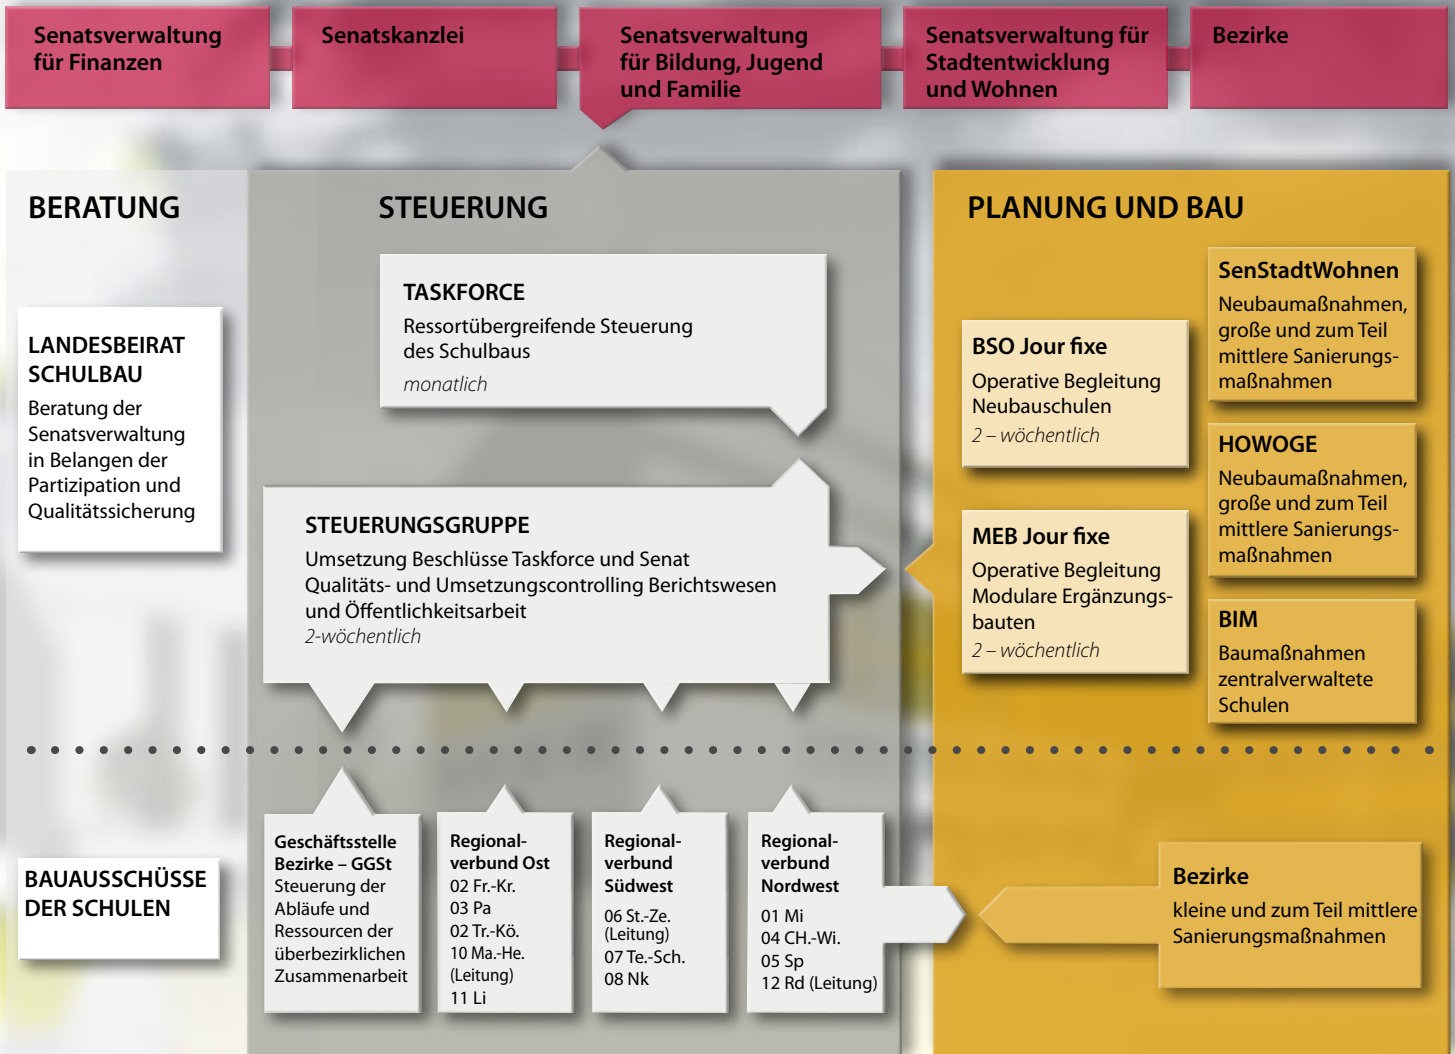 Senatsverwaltung
für Finanzen
Senatskanzlei
Senatsverwaltung
für Bildung, Jugend
und Familie
Senatsverwaltung für
Stadtentwicklung
und Wohnen
Bezirke
BERATUNG
LANDESBEIRAT
SCHULBAU
Beratung der
Senatsverwaltung
in Belangen der
Partizipation und
Qualitätssicherung
BAUAUSSCHÜSSE
DER SCHULEN
STEUERUNG
TASKFORCE
Ressortübergreifende Steuerung
des Schulbaus
monatlich
STEUERUNGSGRUPPE
Umsetzung Beschlüsse Taskforce und Senat
Qualitäts- und Umsetzungscontrolling Berichtswesen
und Öffentlichkeitsarbeit
2-wöchentlich
Geschäftsstelle
Bezirke – GGSt
Steuerung der
Abläufe und
Ressourcen der
überbezirklichen
Zusammenarbeit
Regional-
verbund Ost
02 Fr.-Kr.
03 Pa
02 Tr.-Kö.
10 Ma.-He.
(Leitung)
11 Li
Regional-
verbund
Südwest
06 St.-Ze.
(Leitung)
07 Te.-Sch.
08 Nk
Regional-
verbund
Nordwest
01 Mi
04 CH.-Wi.
05 Sp
12 Rd (Leitung)
PLANUNG UND BAU
BSO Jour fixe
Operative Begleitung
Neubauschulen
2 – wöchentlich
MEB Jour fixe
Operative Begleitung
Modulare Ergänzungs-
bauten
2 – wöchentlich
SenStadtWohnen
Neubaumaßnahmen,
große und zum Teil
mittlere Sanierungs-
maßnahmen
HOWOGE
Neubaumaßnahmen,
große und zum Teil
mittlere Sanierungs-
maßnahmen
BIM
Baumaßnahmen
zentralverwaltete
Schulen
Bezirke
kleine und zum Teil mittlere
Sanierungsmaßnahmen